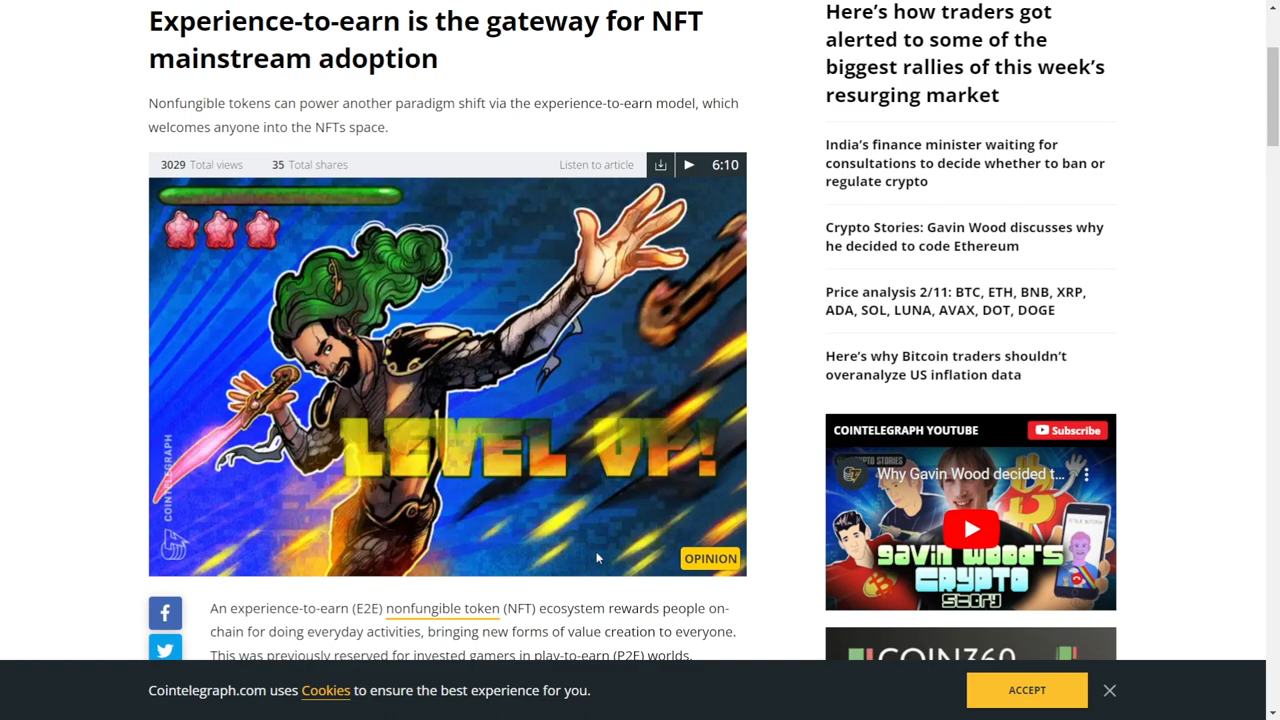 Experience-to-earn is the gateway for NFT
mainstream adoption
Nonfungible tokens can power another paradigm shift via the experience-to-earn model, which
welcomes anyone into the NFTs space.
3029 Total views 35 Total shares Listen to article 6:10
LEVEL UP!
COINTELEGRAPH
OPINION
An experience-to-earn (E2E) nonfungible token (NFT) ecosystem rewards people on-
chain for doing everyday activities, bringing new forms of value creation to everyone.
This was previously reserved for invested gamers in play-to-earn (P2E) worlds.
Here's how traders got
alerted to some of the
biggest rallies of this week's
resurging market
India's finance minister waiting for
consultations to decide whether to ban or
regulate crypto
Crypto Stories: Gavin Wood discusses why
he decided to code Ethereum
Price analysis 2/11: BTC, ETH, BNB, XRP,
ADA, SOL, LUNA, AVAX, DOT, DOGE
Here's why Bitcoin traders shouldn't
overanalyze US inflation data
COINTELEGRAPH YOUTUBE Subscribe
Why Gavin Wood decided t...
GAVIN WOOD'S
CRYPTO
STORY
COIN360
Cointelegraph.com uses Cookies to ensure the best experience for you.
ACCEPT